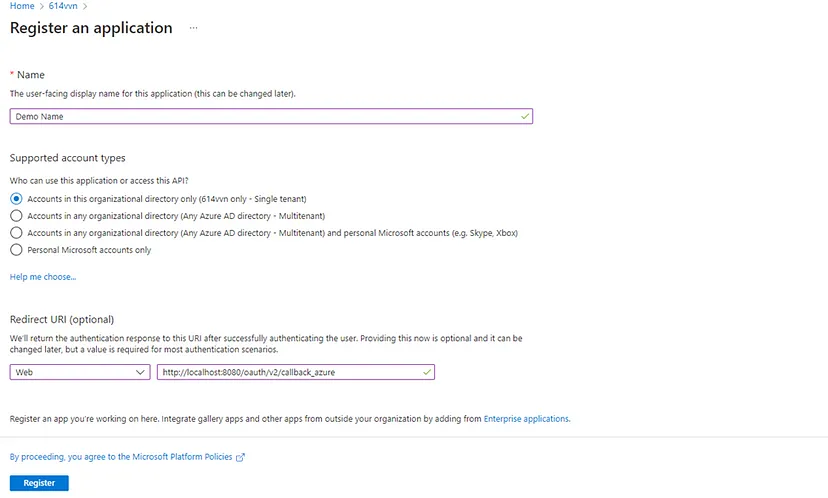 Home > 614vvn >
Register an application ...
* Name
The user-facing display name for this application (this can be changed later).
Demo Name
Supported account types
Who can use this application or access this API?
Accounts in this organizational directory only (614vvn only - Single tenant)
Accounts in any organizational directory (Any Azure AD directory - Multitenant)
Accounts in any organizational directory (Any Azure AD directory - Multitenant) and personal Microsoft accounts (e.g. Skype, Xbox)
Personal Microsoft accounts only
Help me choose...
Redirect URI (optional)
We'll return the authentication response to this URI after successfully authenticating the user. Providing this now is optional and it can be
changed later, but a value is required for most authentication scenarios.
Web http://localhost:8080/oauth/v2/callback_azure
Register an app you're working on here. Integrate gallery apps and other apps from outside your organization by adding from Enterprise applications.
By proceeding, you agree to the Microsoft Platform Policies
Register